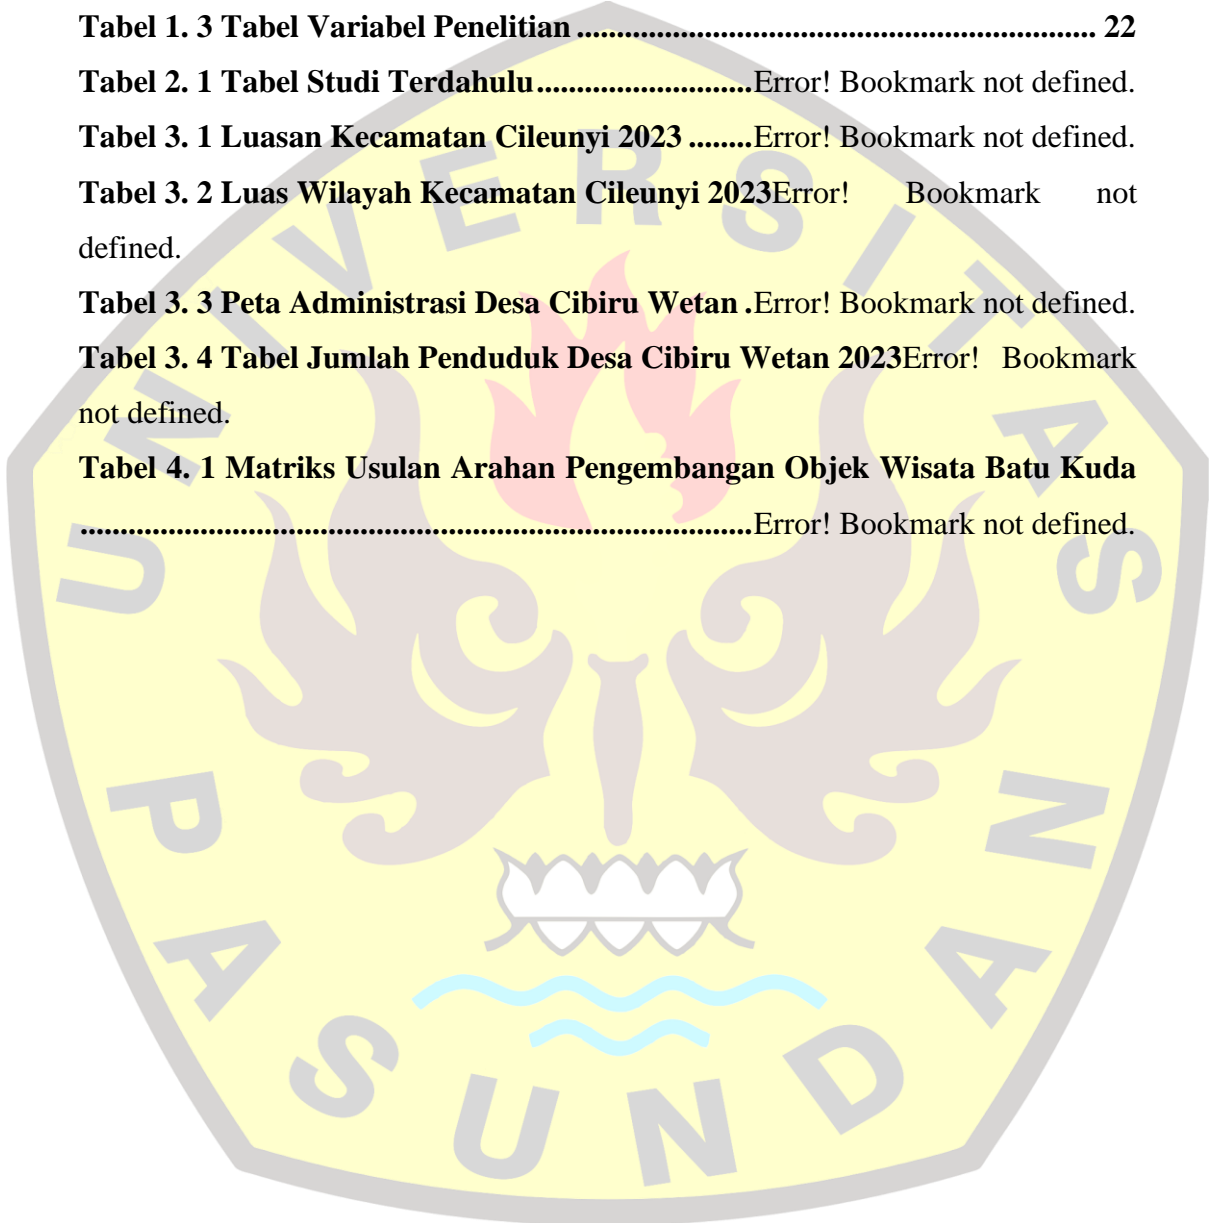 Tabel 1. 3 Tabel Variabel Penelitian ................................................................ 22
Tabel 2. 1 Tabel Studi Terdahulu...........................Error! Bookmark not defined.
Tabel 3. 1 Luasan Kecamatan Cileunyi 2023 ........Error! Bookmark not defined.
Tabel 3. 2 Luas Wilayah Kecamatan Cileunyi 2023Error! Bookmark not
defined.
Tabel 3. 3 Peta Administrasi Desa Cibiru Wetan .Error! Bookmark not defined.
Tabel 3. 4 Tabel Jumlah Penduduk Desa Cibiru Wetan 2023Error! Bookmark
not defined.
Tabel 4. 1 Matriks Usulan Arahan Pengembangan Objek Wisata Batu Kuda
....................................................................................Error! Bookmark not defined.
UNIVERSITAS
PASUNDAN